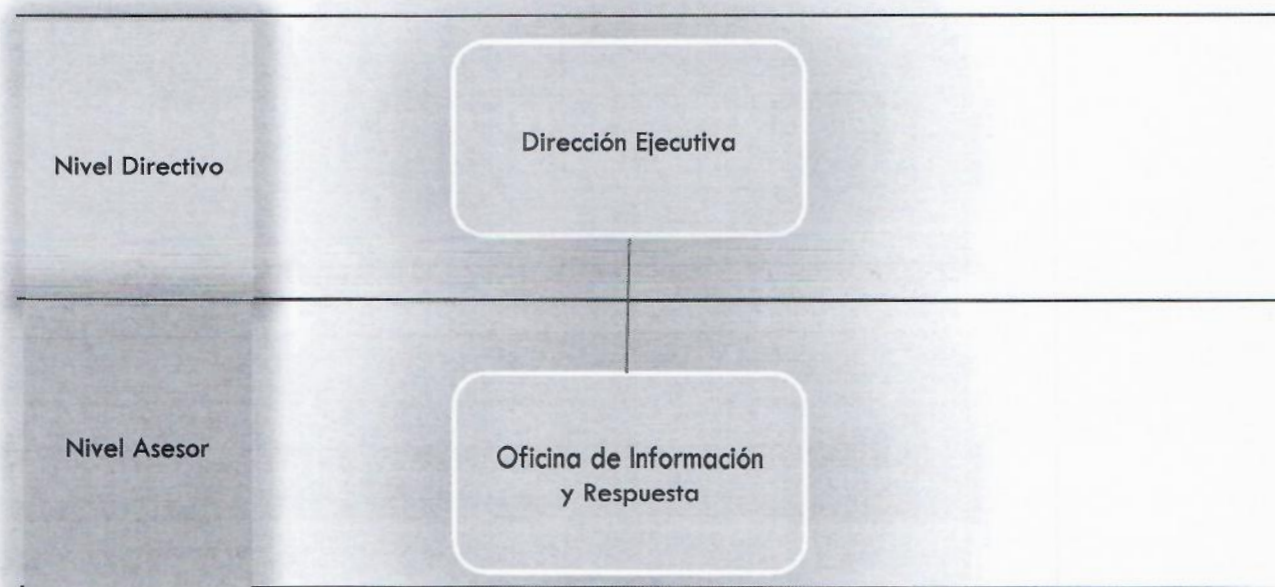 Nivel Directivo
Dirección Ejecutiva
Nivel Asesor
Oficina de Información
y Respuesta